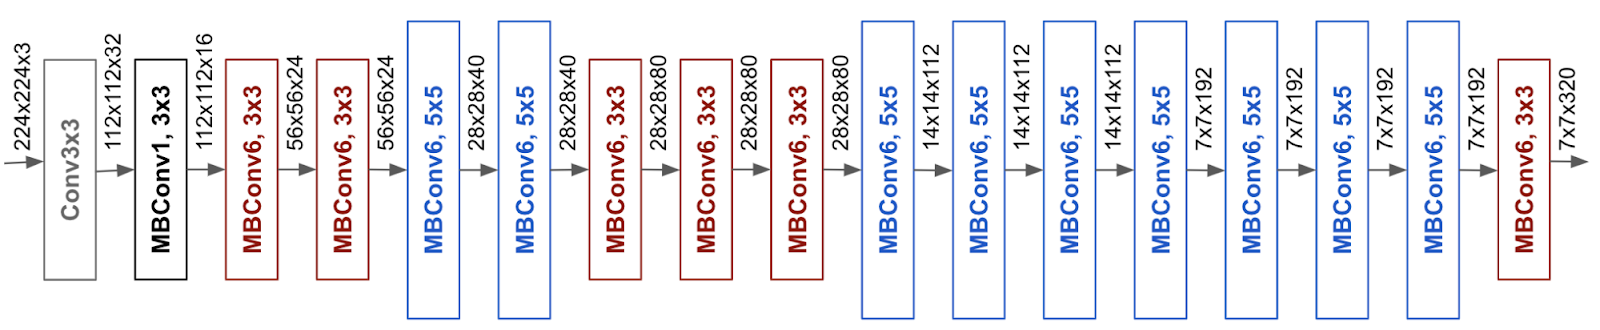 224x224x3
Conv3x3
112x112x32
MBConv1, 3x3
112x112x16
MBConv6, 3x3
56x56x24
MBConv6, 3x3
56x56x24
MBConv6, 5x5
28x28x40
MBConv6, 5x5
28x28x40
MBConv6, 3x3
28x28x80
MBConv6, 3x3
28x28x80
MBConv6, 3x3
28x28x80
MBConv6, 5x5
14x14x112
MBConv6, 5x5
14x14x112
MBConv6, 5x5
14x14x112
MBConv6, 5x5
7x7x192
MBConv6, 5x5
7x7x192
MBConv6, 5x5
7x7x192
MBConv6, 5x5
7x7x192
MBConv6, 3x3
7x7x320